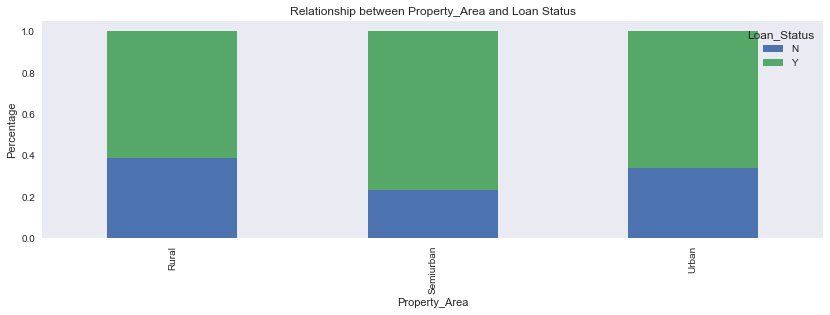 Relationship between Property_Area and Loan Status
Loan_Status
N
Y
Percentage
1.0
0.8
0.6
0.4
0.2
0.0
Rural
Semiurban
Urban
Property_Area